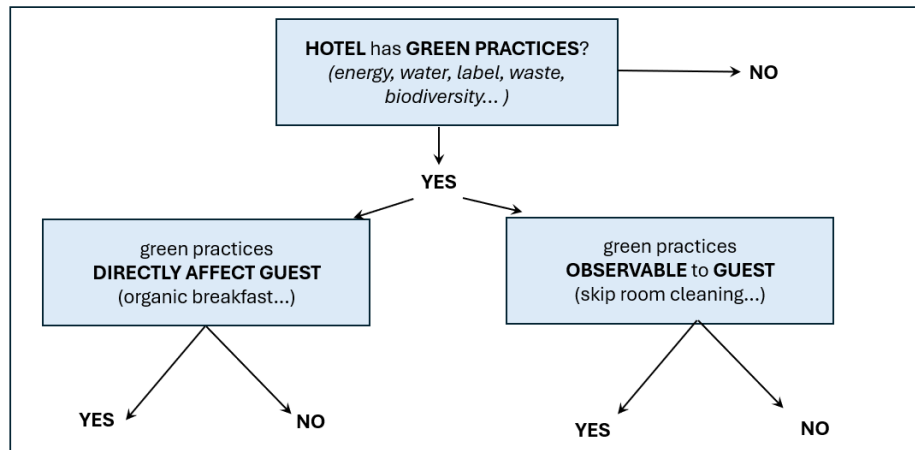 HOTEL has GREEN PRACTICES?
(energy, water, label, waste,
biodiversity... )
NO
YES
green practices
DIRECTLY AFFECT GUEST
(organic breakfast...)
green practices
OBSERVABLE to GUEST
(skip room cleaning...)
YES
NO
YES
NO